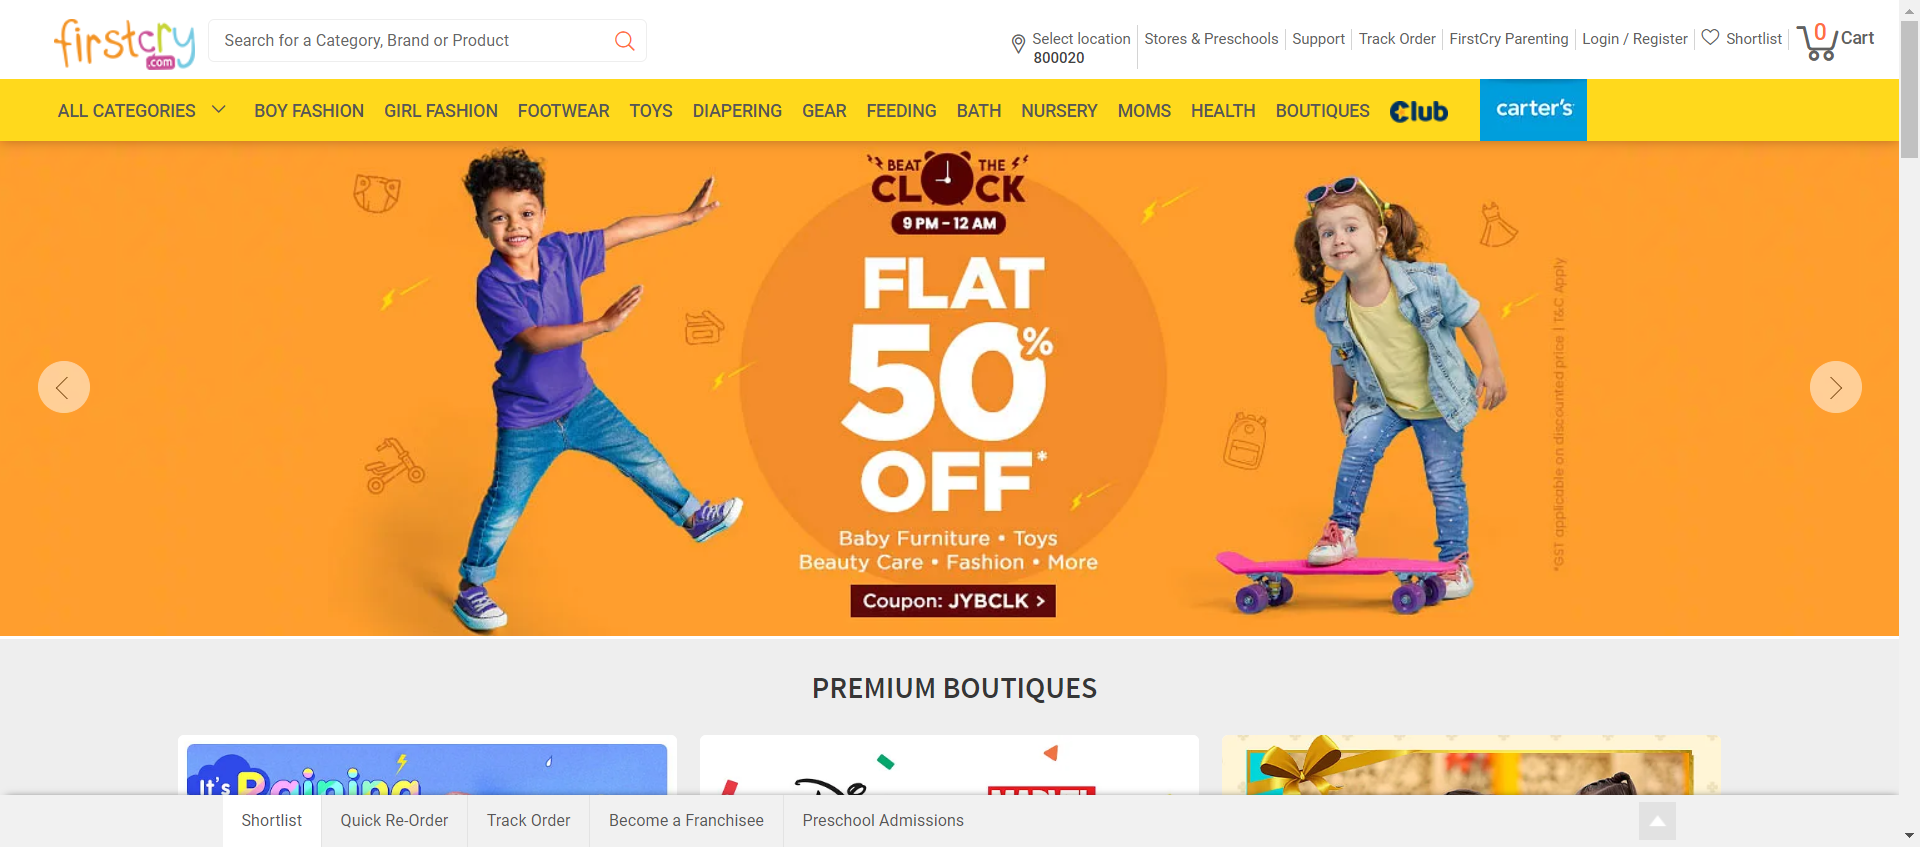 firstcry
.com
Search for a Category, Brand or Product
Select location
800020
Stores & Preschools
Support
Track Order
FirstCry Parenting
Login / Register
Shortlist
0
Cart
ALL CATEGORIES
BOY FASHION
GIRL FASHION
FOOTWEAR
TOYS
DIAPERING
GEAR
FEEDING
BATH
NURSERY
MOMS
HEALTH
BOUTIQUES
Club
carter's
BEAT THE
CLOCK
9 PM – 12 AM
FLAT
50%
OFF*
Baby Furniture • Toys
Beauty Care • Fashion • More
Coupon: JYBCLK >
*GST applicable on discounted price | T&C Apply
PREMIUM BOUTIQUES
It's Raining
Disney
MARVEL
Shortlist
Quick Re-Order
Track Order
Become a Franchisee
Preschool Admissions